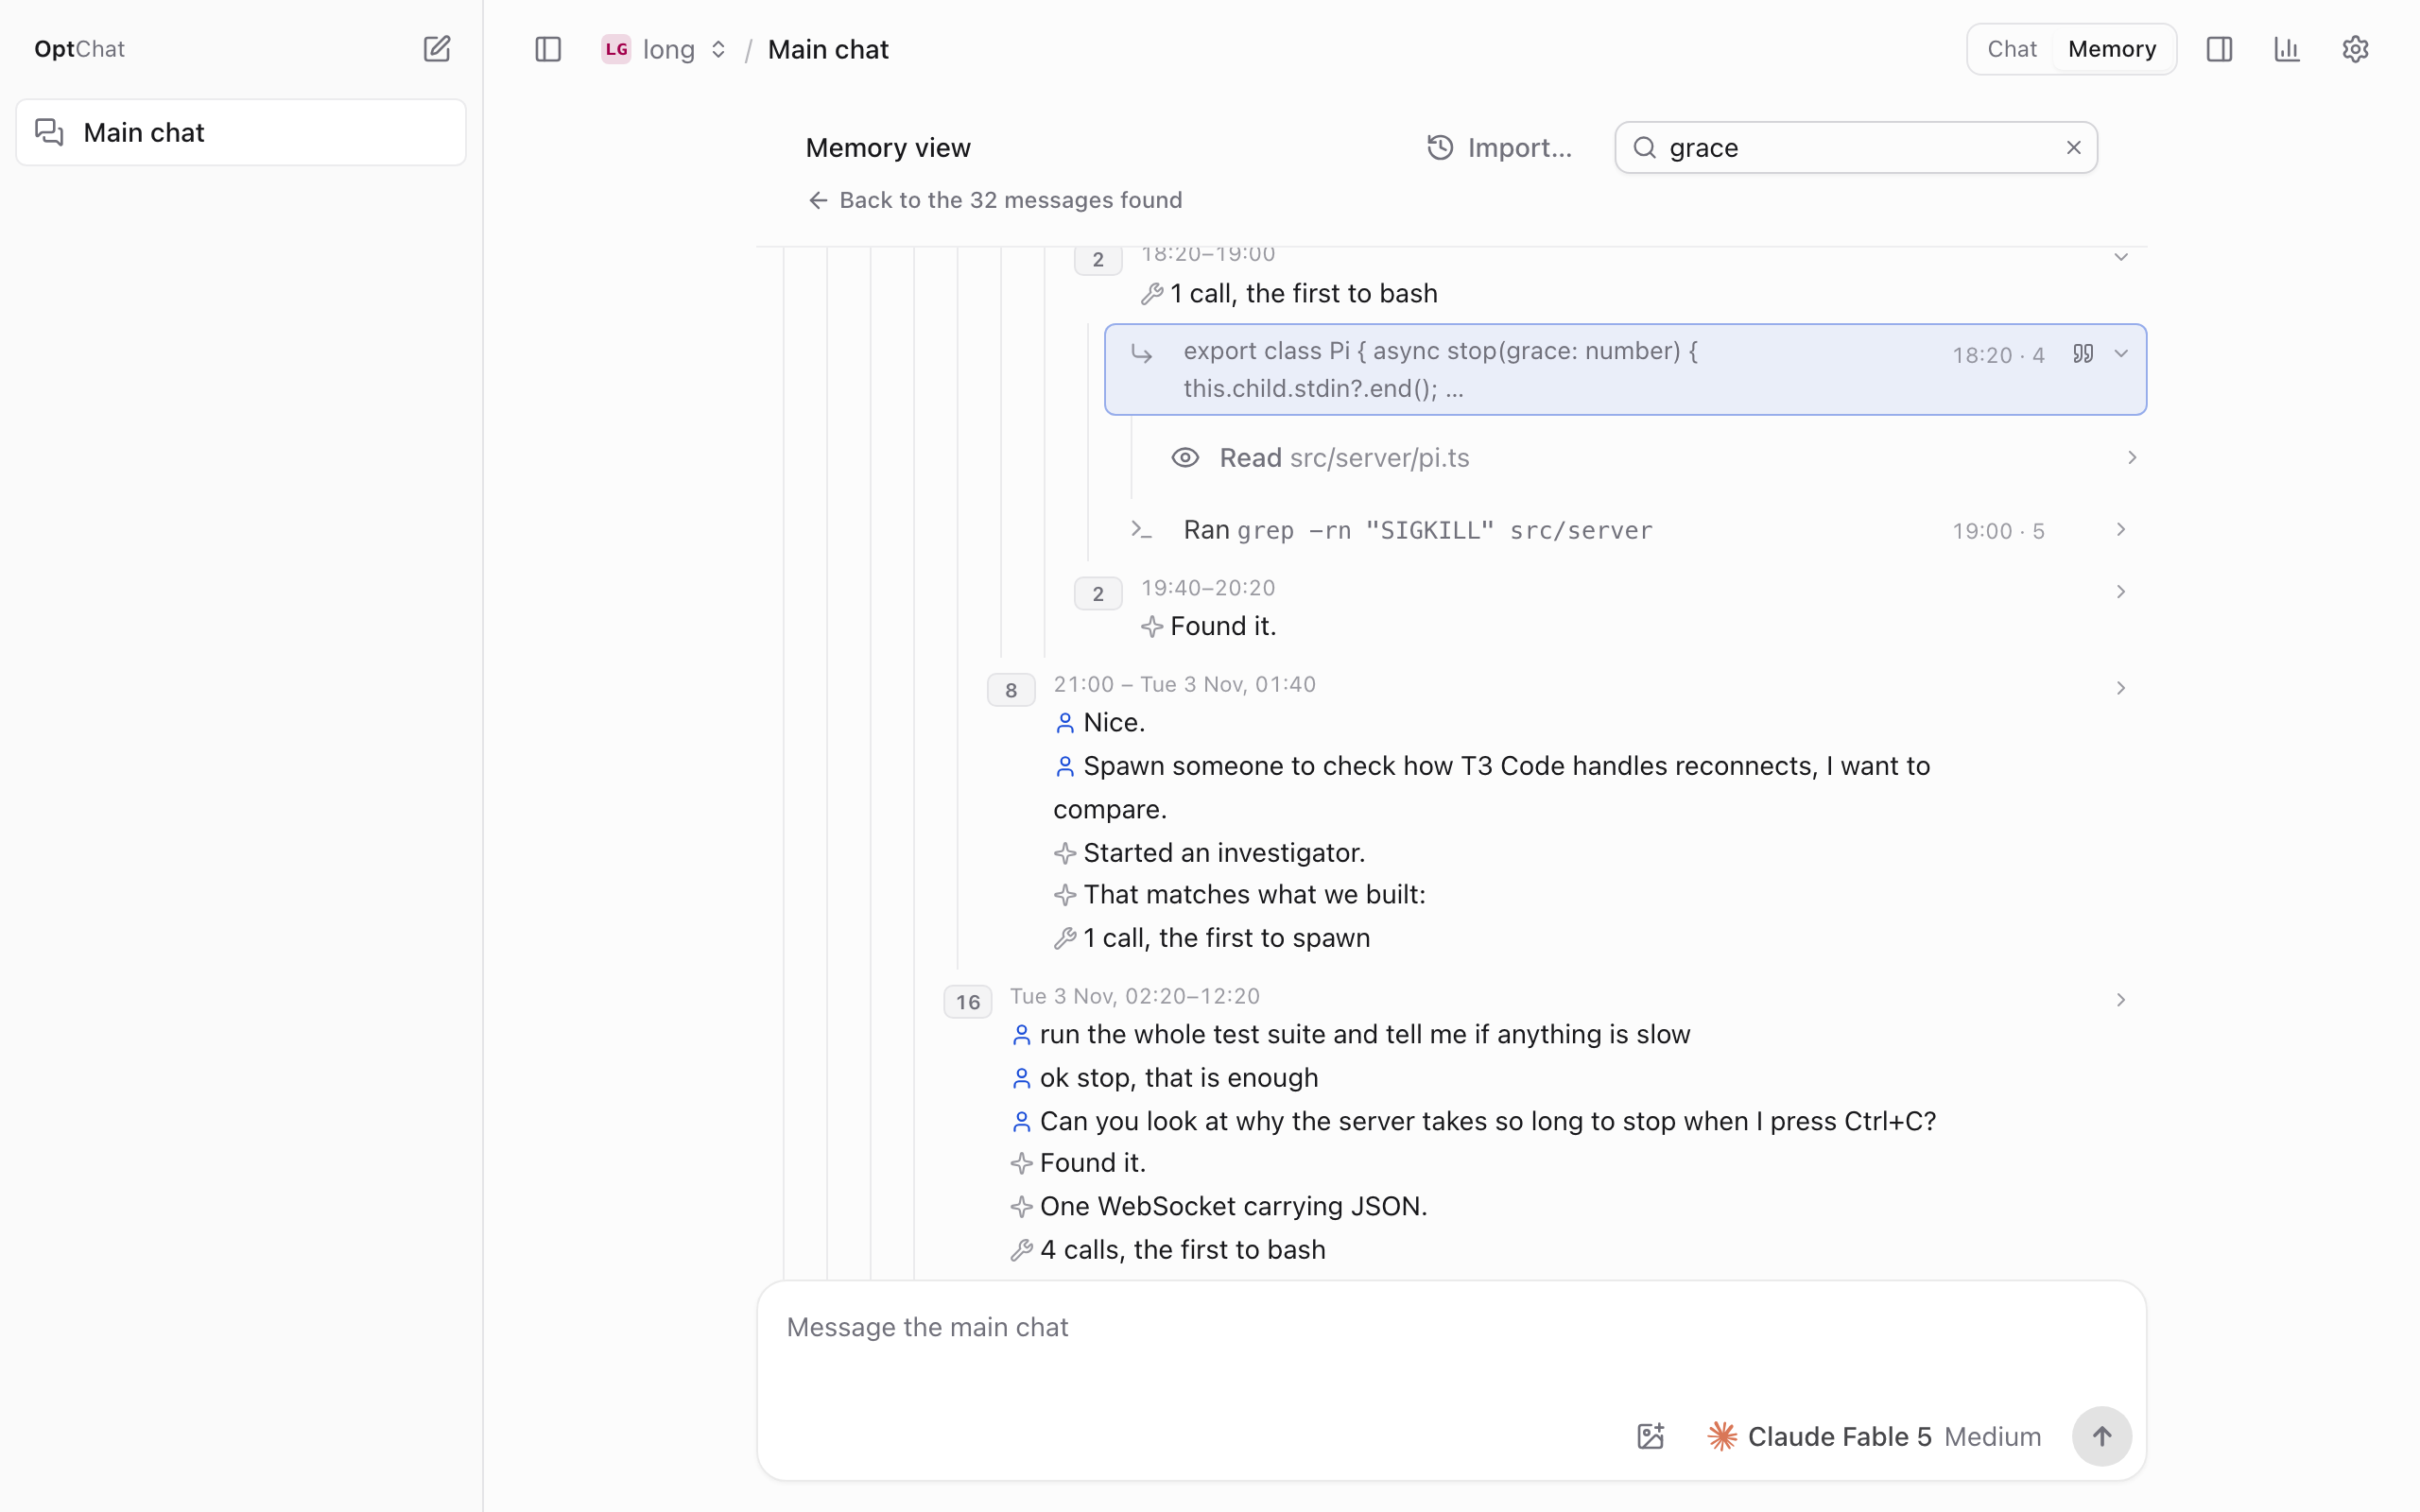 OptChat
LG long / Main chat
Chat Memory
Main chat
Memory view
Import...
grace
Back to the 32 messages found
2 18:20–19:00
1 call, the first to bash
export class Pi { async stop(grace: number) {
this.child.stdin?.end(); ...
18:20 · 4
Read src/server/pi.ts
Ran grep -rn "SIGKILL" src/server
19:00 · 5
2 19:40–20:20
Found it.
8 21:00 – Tue 3 Nov, 01:40
Nice.
Spawn someone to check how T3 Code handles reconnects, I want to
compare.
Started an investigator.
That matches what we built:
1 call, the first to spawn
16 Tue 3 Nov, 02:20–12:20
run the whole test suite and tell me if anything is slow
ok stop, that is enough
Can you look at why the server takes so long to stop when I press Ctrl+C?
Found it.
One WebSocket carrying JSON.
4 calls, the first to bash
Message the main chat
Claude Fable 5 Medium